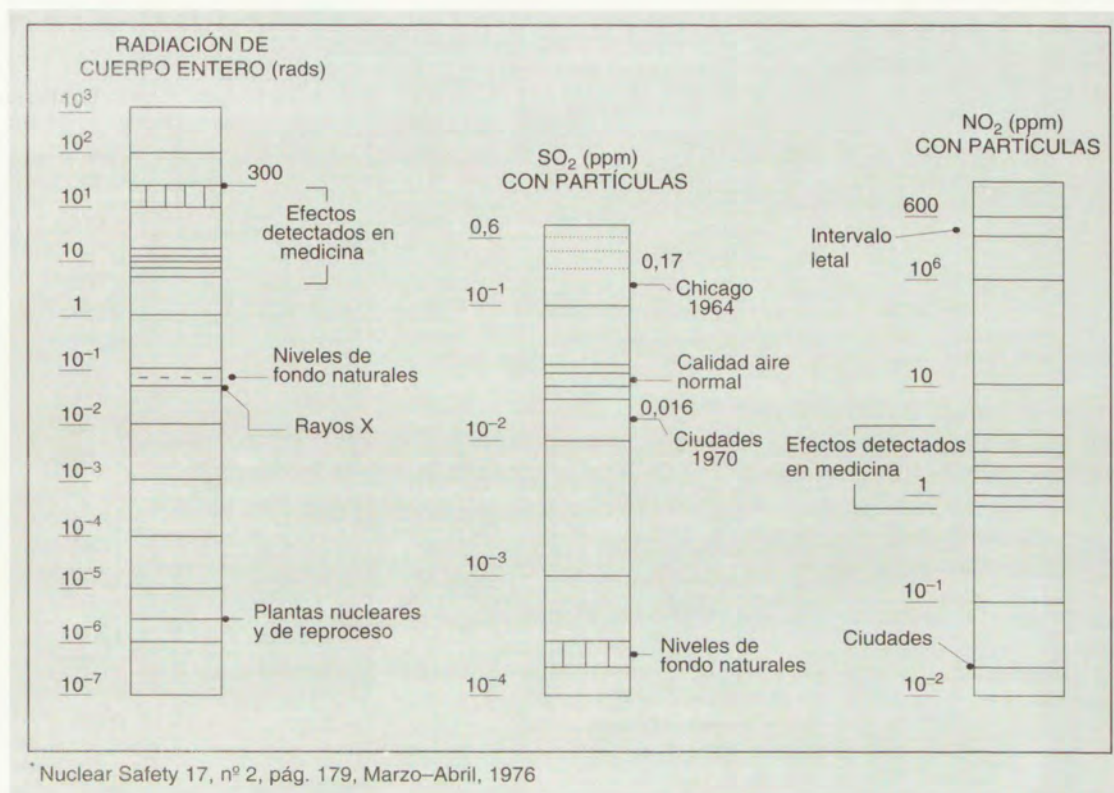 RADIACIÓN DE
CUERPO ENTERO (rads)
10³
10²
300
10¹
Efectos
detectados en
medicina
10
1
10⁻¹
Niveles de
fondo naturales
Rayos X
10⁻²
10⁻³
10⁻⁴
10⁻⁵
Plantas nucleares
y de reproceso
10⁻⁶
10⁻⁷
SO₂ (ppm)
CON PARTÍCULAS
0,6
0,17
10⁻¹
Chicago
1964
Calidad aire
normal
0,016
10⁻²
Ciudades
1970
10⁻³
Niveles de
fondo naturales
10⁻⁴
NO₂ (ppm)
CON PARTÍCULAS
600
Intervalo
letal
10⁶
10
Efectos detectados
en medicina
1
10⁻¹
Ciudades
10⁻²
* Nuclear Safety 17, nº 2, pág. 179, Marzo–Abril, 1976